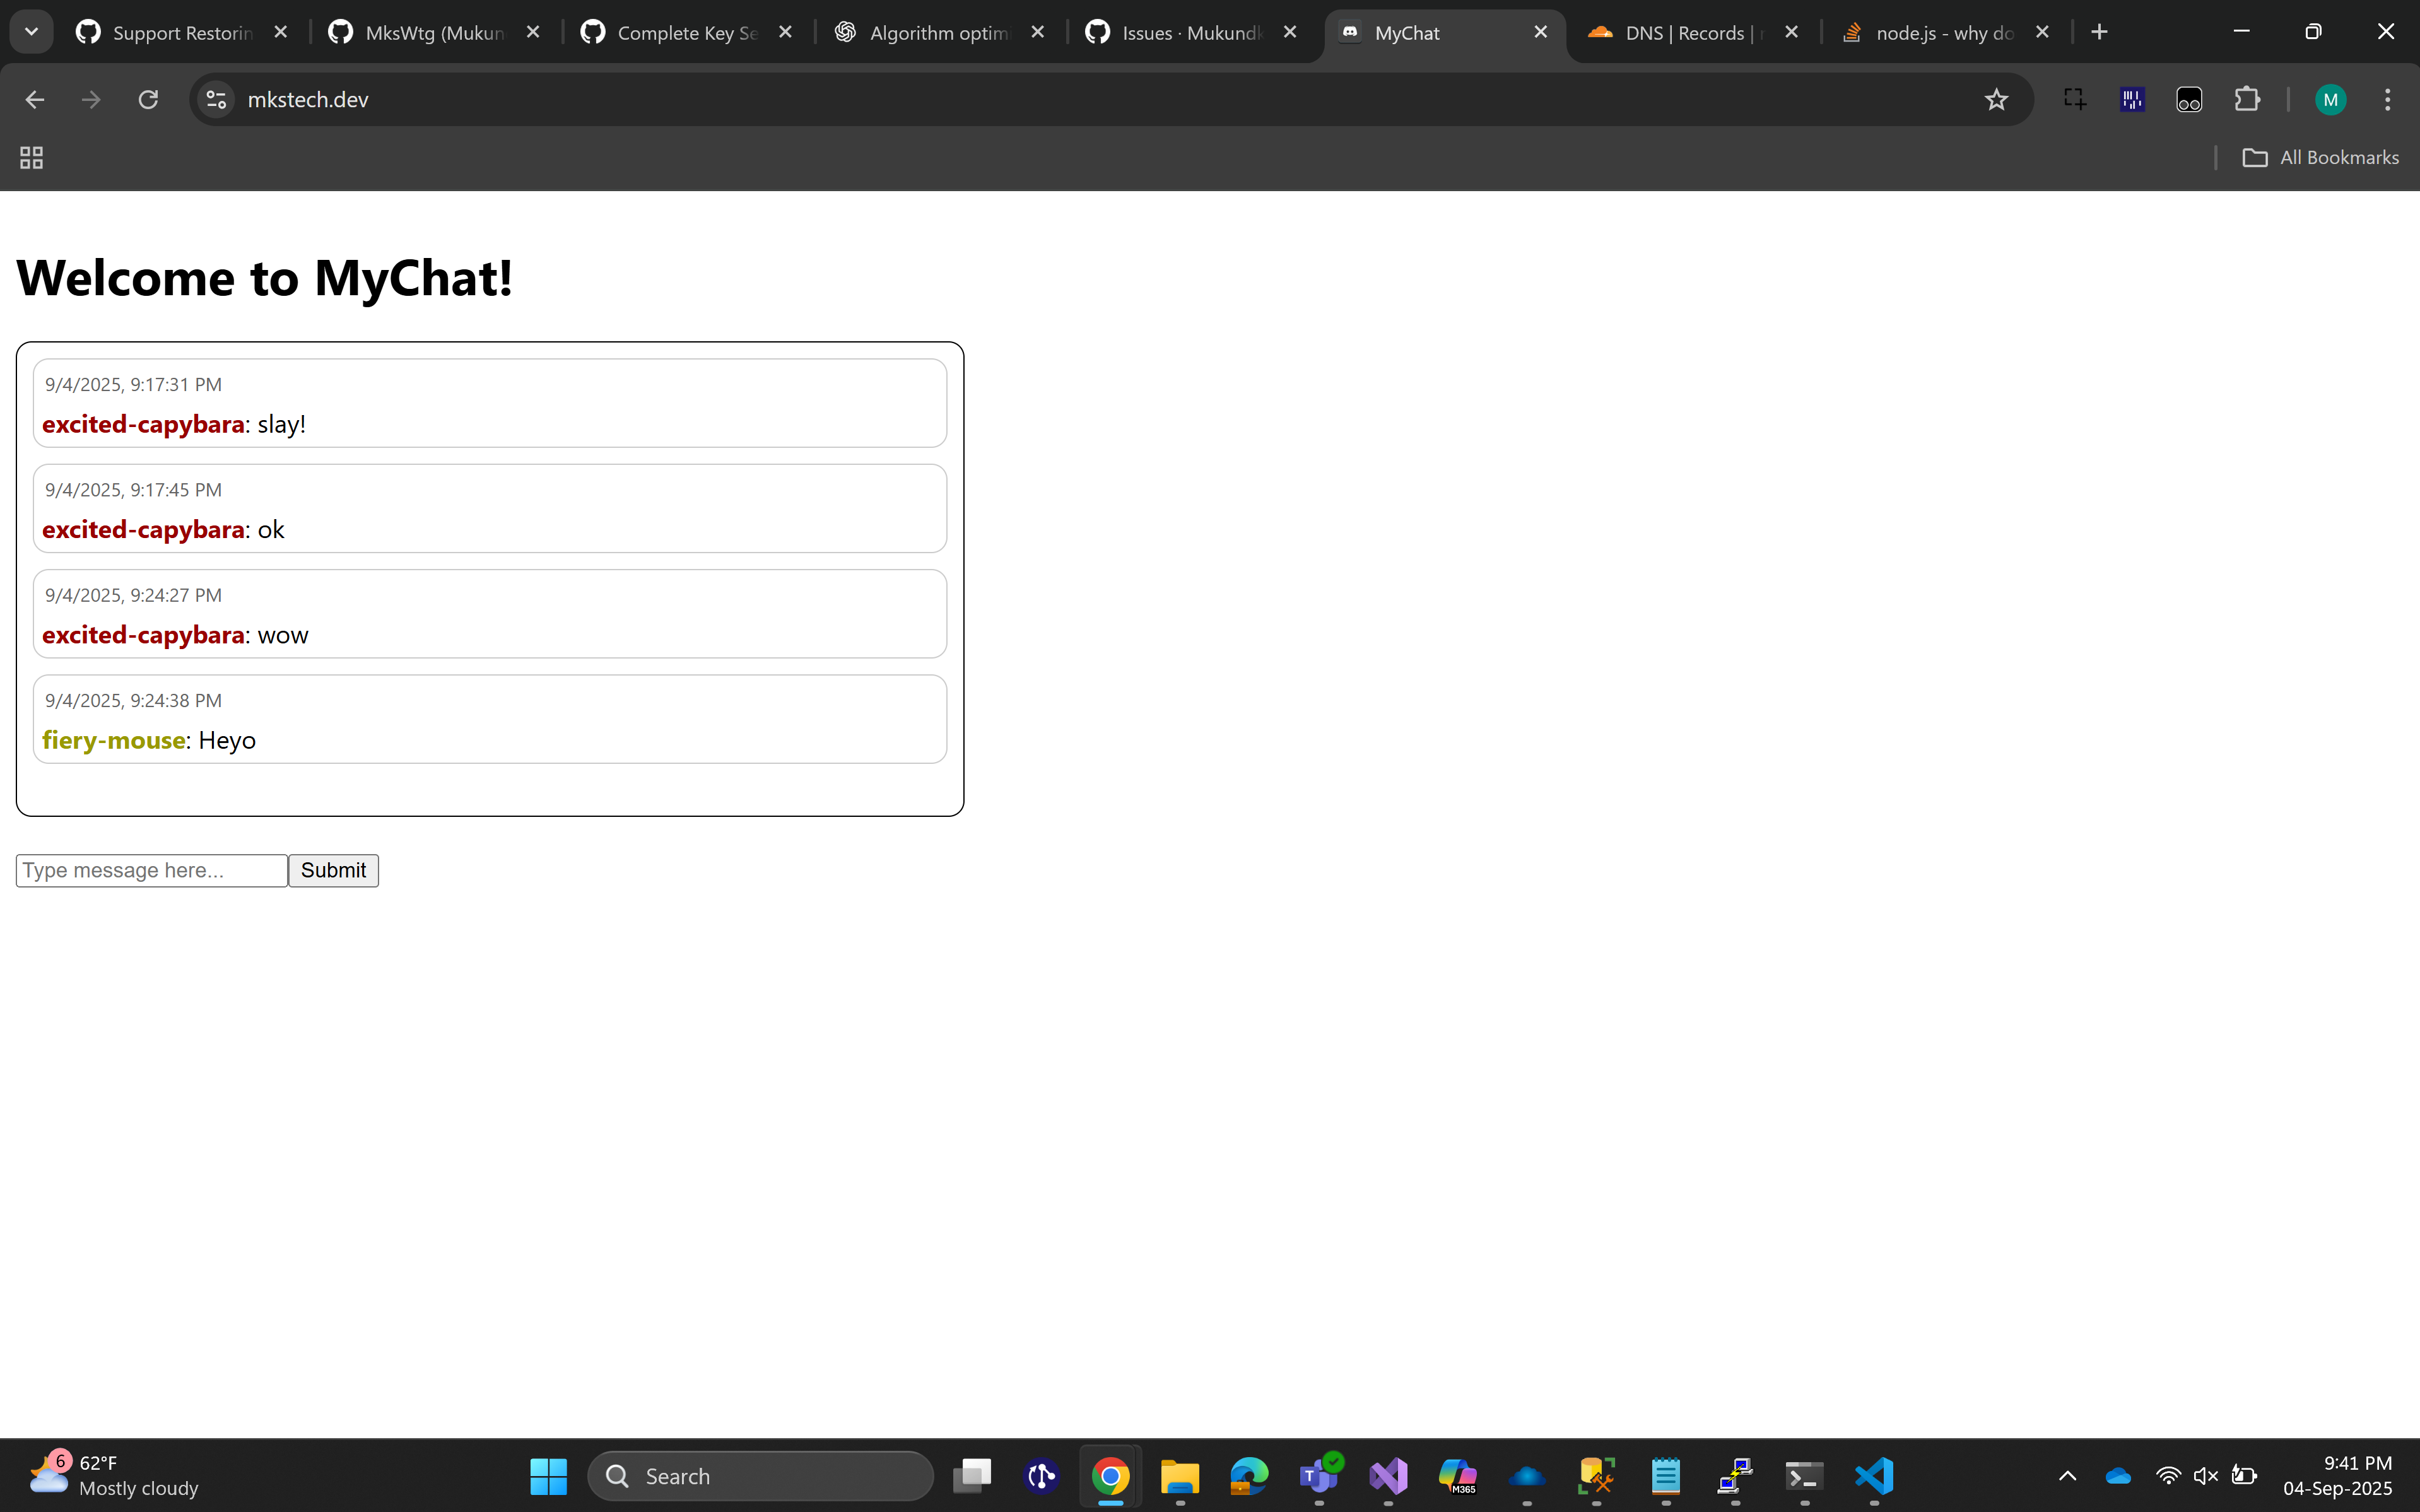 Support Restorin
MksWtg (Mukun
Complete Key Se
Algorithm optimi
Issues · Mukundk
MyChat
DNS | Records |
node.js - why do
mkstech.dev
M
All Bookmarks
Welcome to MyChat!
9/4/2025, 9:17:31 PM
excited-capybara: slay!
9/4/2025, 9:17:45 PM
excited-capybara: ok
9/4/2025, 9:24:27 PM
excited-capybara: wow
9/4/2025, 9:24:38 PM
fiery-mouse: Heyo
Type message here...
Submit
6
62°F
Mostly cloudy
Search
T
M365
9:41 PM
04-Sep-2025